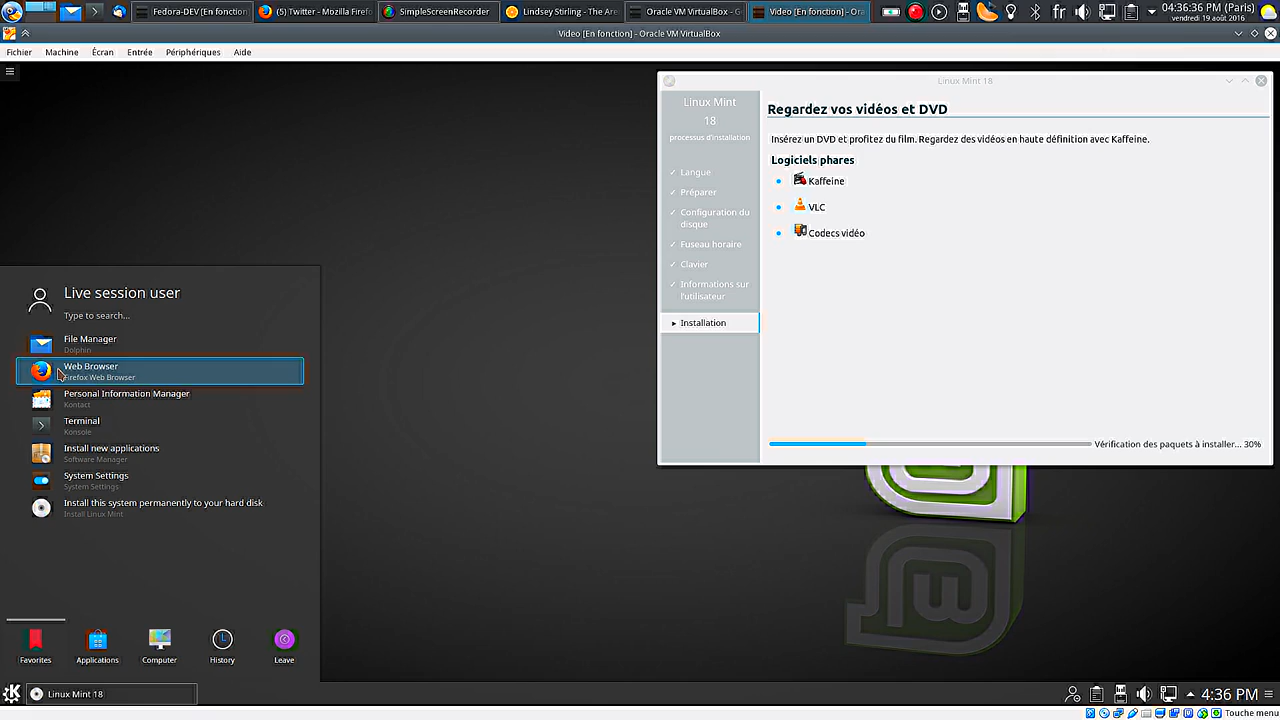 Fedora-DEV [En fonction
(5) Twitter - Mozilla Firef
SimpleScreenRecorder
Lindsey Stirling - The Are
Oracle VM VirtualBox - G
Video [En fonction] - Ora
fr
04:36:36 PM (Paris)
vendredi 19 août 2016
Video [En fonction] - Oracle VM VirtualBox
Fichier Machine Écran Entrée Périphériques Aide
Linux Mint 18
Linux Mint
18
processus d'installation
✓ Langue
✓ Préparer
✓ Configuration du
disque
✓ Fuseau horaire
✓ Clavier
✓ Informations sur
l'utilisateur
▸ Installation
Regardez vos vidéos et DVD
Insérez un DVD et profitez du film. Regardez des vidéos en haute définition avec Kaffeine.
Logiciels phares
Kaffeine
VLC
Codecs vidéo
Vérification des paquets à installer... 30%
Live session user
Type to search...
File Manager
Dolphin
Web Browser
Firefox Web Browser
Personal Information Manager
Kontact
Terminal
Konsole
Install new applications
Software Manager
System Settings
System Settings
Install this system permanently to your hard disk
Install Linux Mint
Favorites
Applications
Computer
History
Leave
Linux Mint 18
4:36 PM
Touche menu